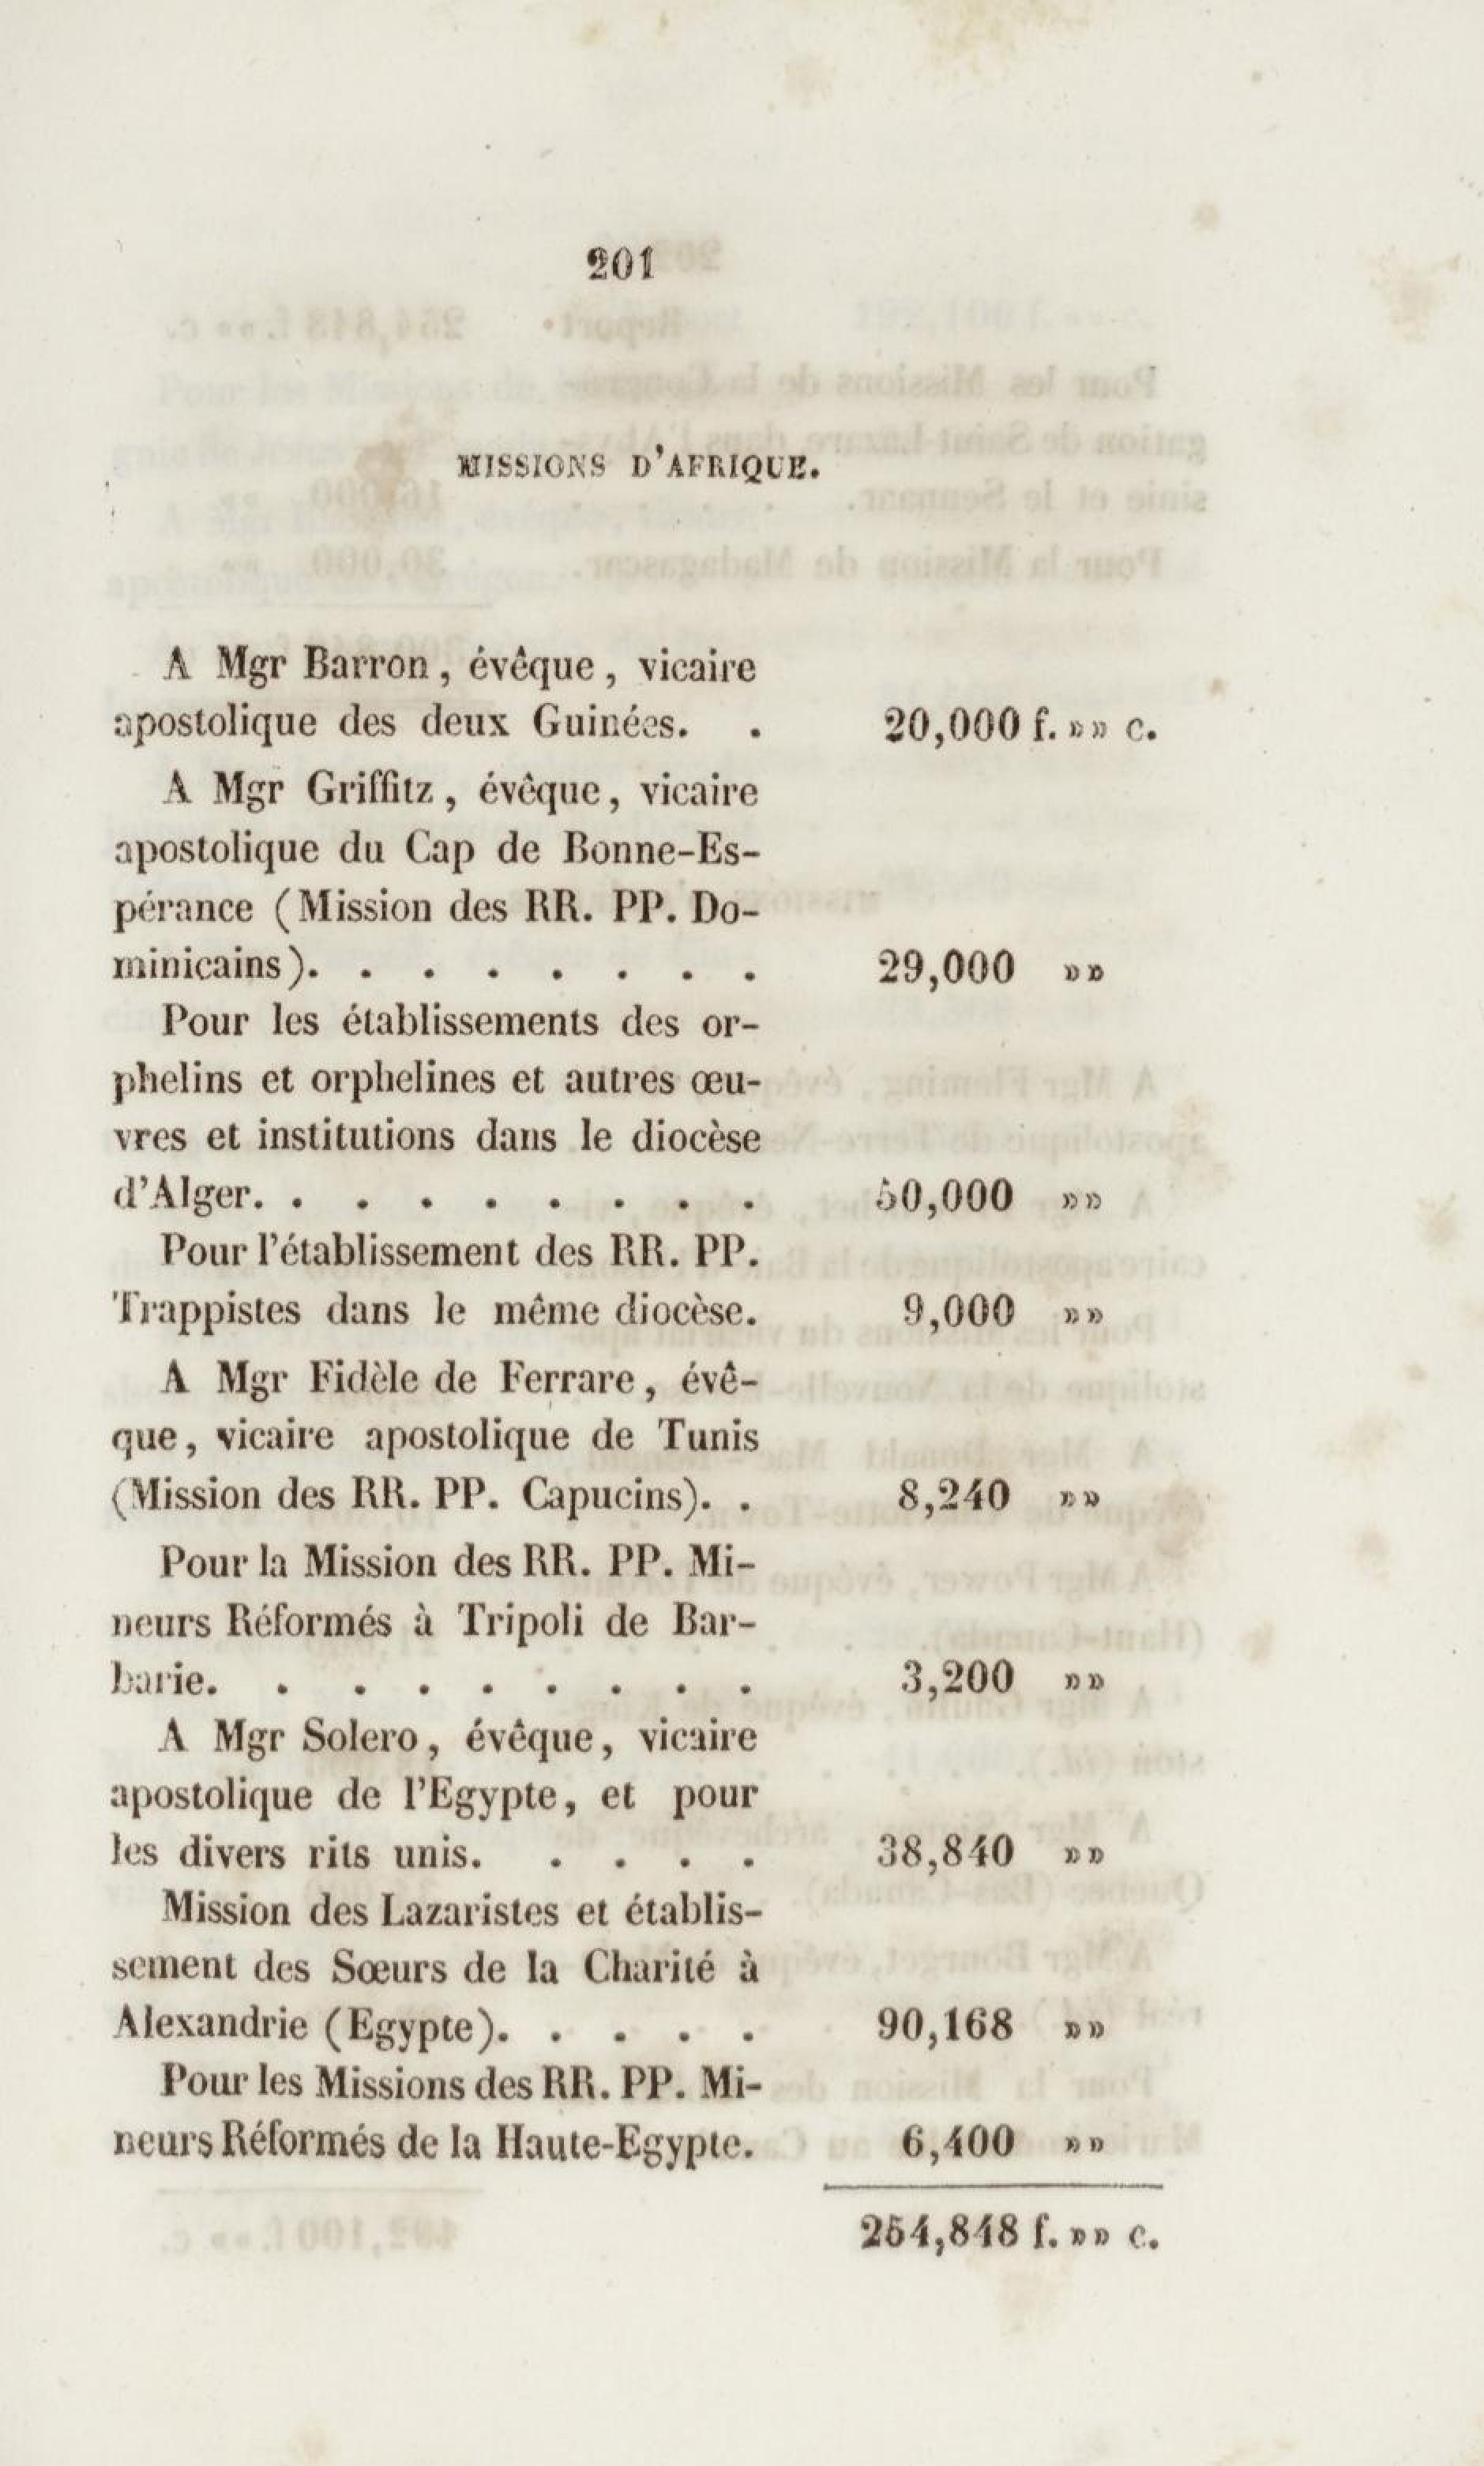 201
MISSIONS D'AFRIQUE.
A Mgr Barron, évêque, vicaire
apostolique des deux Guinées. . 20,000 f. »» c.
A Mgr Griffitz, évêque, vicaire
apostolique du Cap de Bonne-Es-
pérance (Mission des RR. PP. Do-
minicains). . . . . . . . 29,000 »»
Pour les établissements des or-
phelins et orphelines et autres œu-
vres et institutions dans le diocèse
d'Alger. . . . . . . . . 50,000 »»
Pour l'établissement des RR. PP.
Trappistes dans le même diocèse. 9,000 »»
A Mgr Fidèle de Ferrare, évê-
que, vicaire apostolique de Tunis
(Mission des RR. PP. Capucins). . 8,240 »»
Pour la Mission des RR. PP. Mi-
neurs Réformés à Tripoli de Bar-
barie. . . . . . . . . 3,200 »»
A Mgr Solero, évêque, vicaire
apostolique de l'Egypte, et pour
les divers rits unis. . . . . 38,840 »»
Mission des Lazaristes et établis-
sement des Sœurs de la Charité à
Alexandrie (Egypte). . . . . 90,168 »»
Pour les Missions des RR. PP. Mi-
neurs Réformés de la Haute-Egypte. 6,400 »»
254,848 f. »» c.